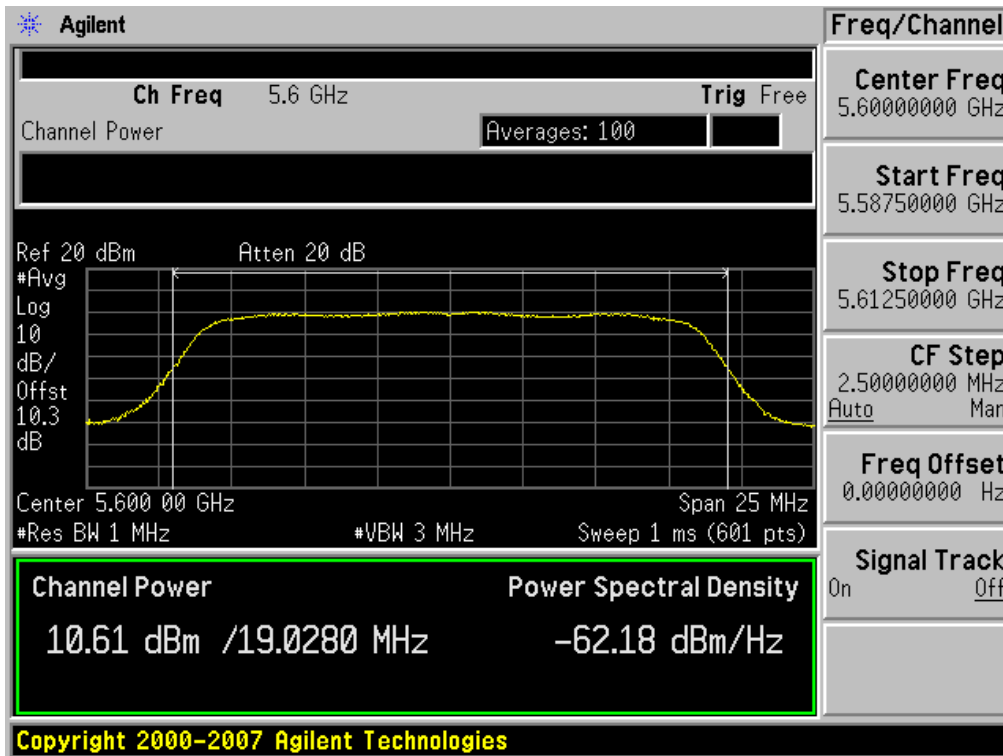 Agilent
Freq/Channel
Ch Freq 5.6 GHz Trig Free
Channel Power Averages: 100
Ref 20 dBm Atten 20 dB
#Avg
Log
10
dB/
Offst
10.3
dB
Center 5.600 00 GHz Span 25 MHz
#Res BW 1 MHz #VBW 3 MHz Sweep 1 ms (601 pts)
Channel Power Power Spectral Density
10.61 dBm /19.0280 MHz -62.18 dBm/Hz
Center Freq
5.60000000 GHz
Start Freq
5.58750000 GHz
Stop Freq
5.61250000 GHz
CF Step
2.50000000 MHz
Auto Man
Freq Offset
0.00000000 Hz
Signal Track
On Off
Copyright 2000-2007 Agilent Technologies